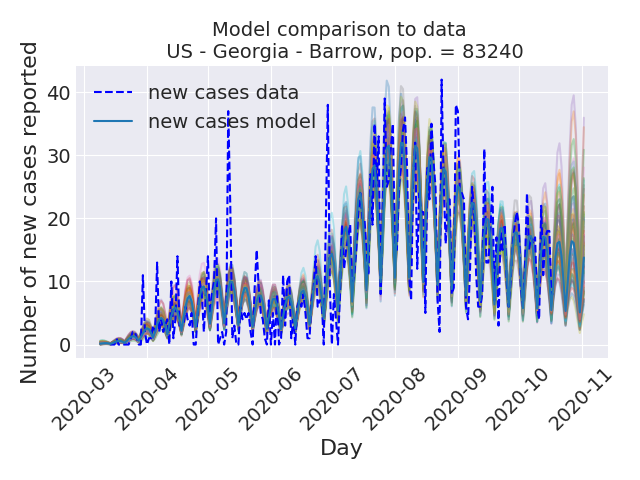 Model comparison to data
US - Georgia - Barrow, pop. = 83240
Number of new cases reported
40
30
20
10
0
new cases data
new cases model
2020-03
2020-04
2020-05
2020-06
2020-07
2020-08
2020-09
2020-10
2020-11
Day